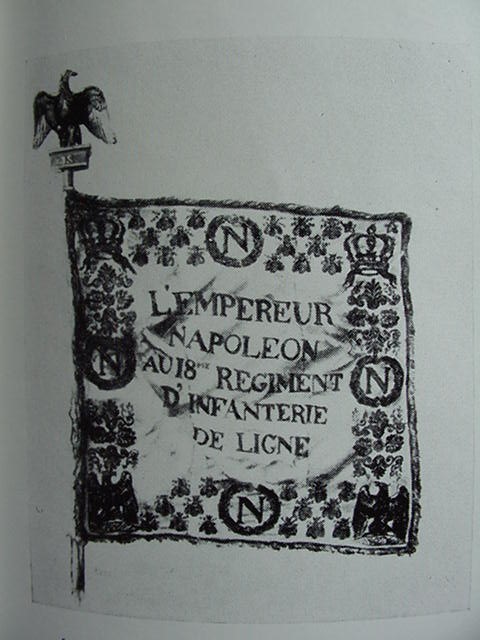 N
L'EMPEREUR
NAPOLEON
N
AU 18ME REGIMENT
N
D'INFANTERIE
DE LIGNE
N